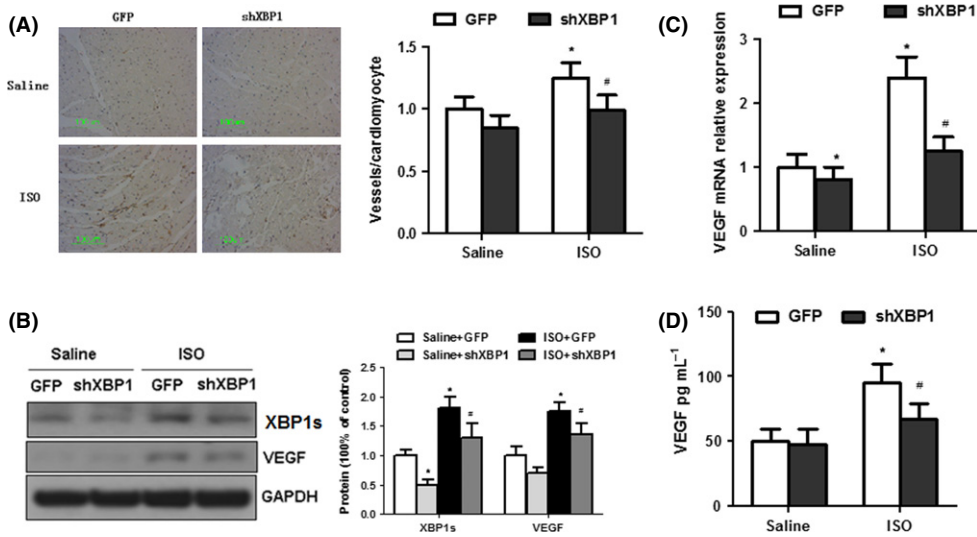 (A)
GFP
shXBP1
Saline
ISO
GFP shXBP1
Vessels/cardiomyocyte
1.5
1.0
0.5
0.0
*
#
Saline
ISO
(C)
GFP shXBP1
VEGF mRNA relative expression
3
2
1
0
*
*
#
Saline
ISO
(B)
Saline ISO
GFP shXBP1 GFP shXBP1
XBP1s
VEGF
GAPDH
Saline+GFP ISO+GFP
Saline+shXBP1 ISO+shXBP1
Protein (100% of control)
2.5
2.0
1.5
1.0
0.5
0.0
*
*
#
*
#
XBP1s
VEGF
(D)
GFP shXBP1
VEGF pg mL⁻¹
150
100
50
0
*
#
Saline
ISO